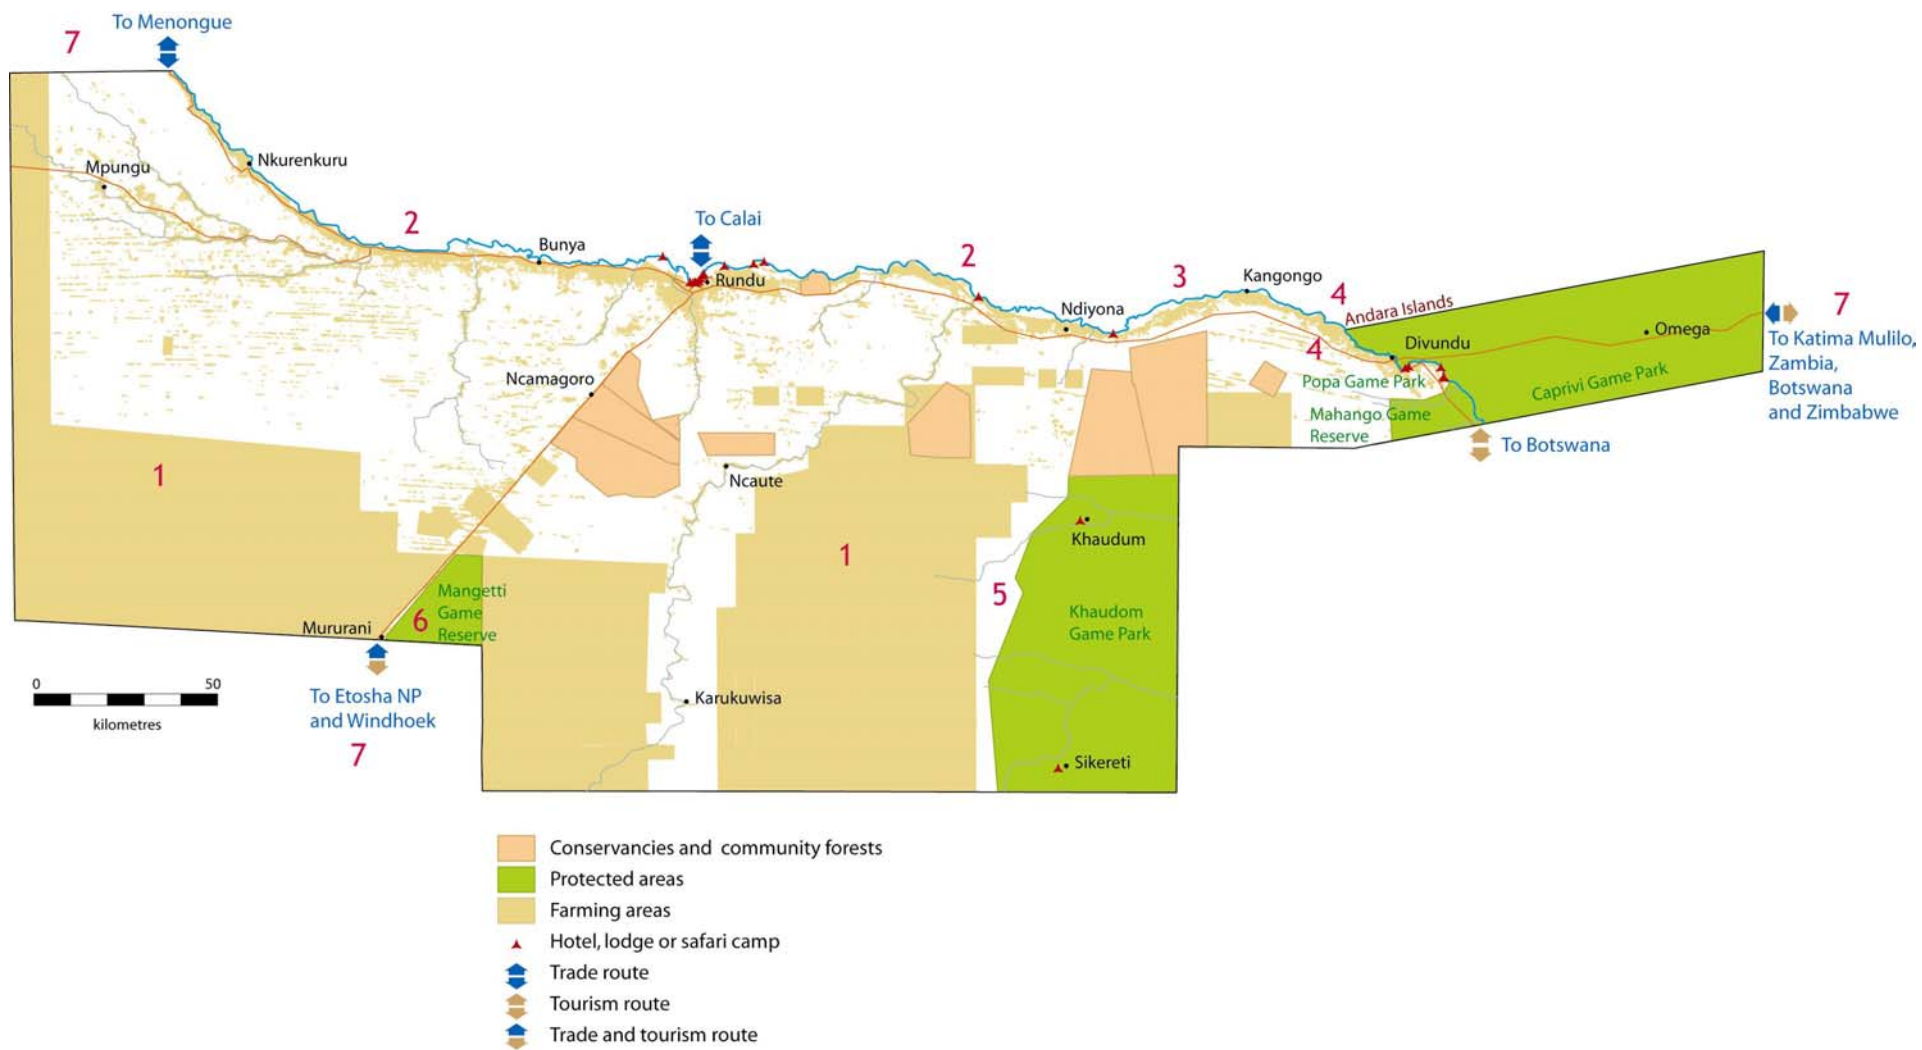 To Menongue
7
Nkurenkuru
Mpungu
2
To Calai
Bunya
Rundu
2
3
Kangongo
4
Andara Islands
Ndiyona
7
To Katima Mulilo,
Zambia,
Botswana
and Zimbabwe
Omega
Divundu
4
Caprivi Game Park
Popa Game Park
Mahango Game
Reserve
To Botswana
Ncamagoro
1
Ncaute
Khaudum
1
5
Khaudom
Game Park
Mangetti
Game
Reserve
6
Mururani
0 50
kilometres
To Etosha NP
and Windhoek
7
Karukuwisa
Sikereti
Conservancies and community forests
Protected areas
Farming areas
Hotel, lodge or safari camp
Trade route
Tourism route
Trade and tourism route